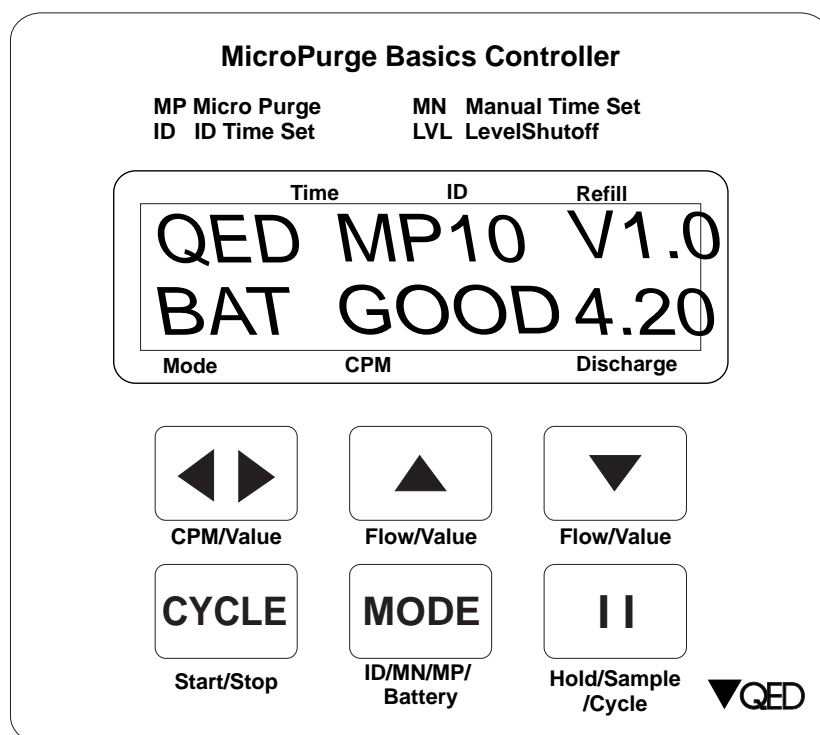 MicroPurge Basics Controller
MP Micro Purge MN Manual Time Set
ID ID Time Set LVL LevelShutoff
Time ID Refill
QED MP10 V1.0
BAT GOOD 4.20
Mode CPM Discharge
CPM/Value Flow/Value Flow/Value
CYCLE MODE II
Start/Stop ID/MN/MP/ Hold/Sample
Battery /Cycle
QED